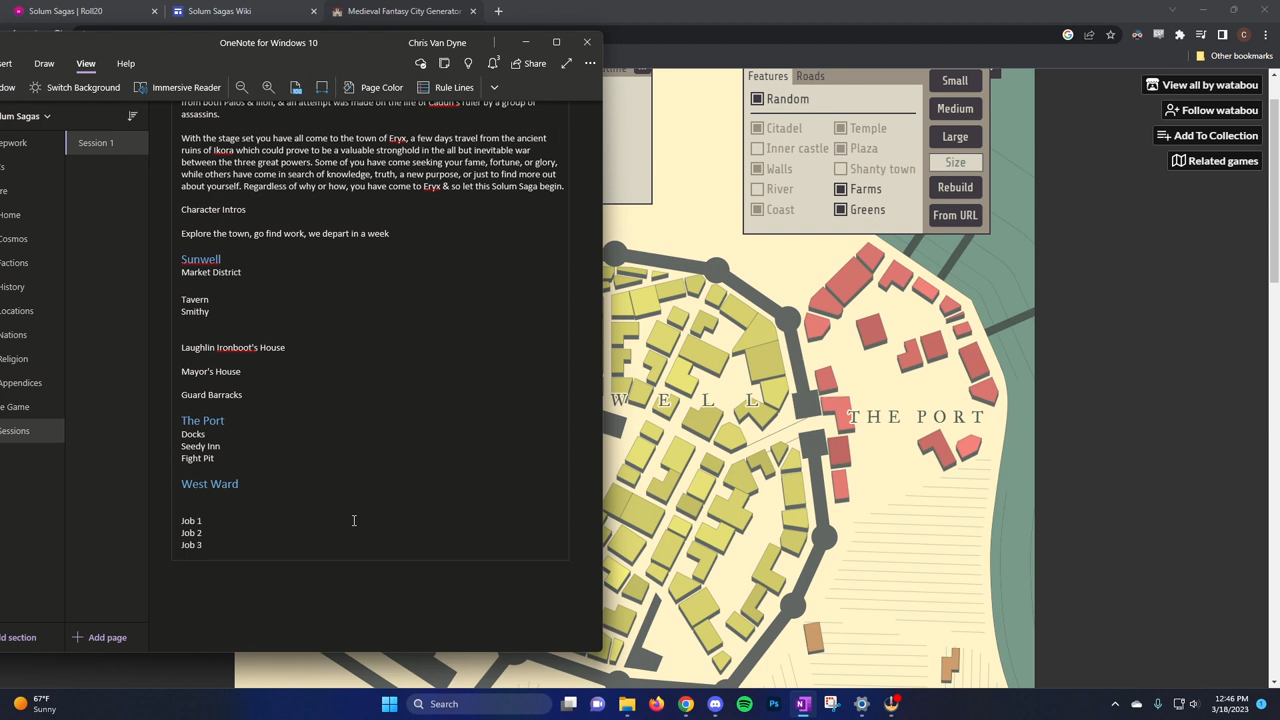 Solum Sagas | Roll20
Solum Sagas Wiki
Medieval Fantasy City Generator
Other bookmarks
OneNote for Windows 10
Chris Van Dyne
Draw
View
Help
3
Share
Switch Background
Immersive Reader
100
Page Color
Rule Lines
Session 1
from both Palos & Ilion, & an attempt was made on the life of Cadun's ruler by a group of
assassins.
With the stage set you have all come to the town of Eryx, a few days travel from the ancient
ruins of Ikora which could prove to be a valuable stronghold in the all but inevitable war
between the three great powers. Some of you have come seeking your fame, fortune, or glory,
while others have come in search of knowledge, truth, a new purpose, or just to find more out
about yourself. Regardless of why or how, you have come to Eryx & so let this Solum Saga begin.
Character Intros
Explore the town, go find work, we depart in a week
Sunwell
Market District
Tavern
Smithy
Laughlin Ironboot's House
Mayor's House
Guard Barracks
The Port
Docks
Seedy Inn
Fight Pit
West Ward
Job 1
Job 2
Job 3
Home
Cosmos
Factions
History
Locations
Nations
Religion
Appendices
Game
Sessions
Add page
Features
Roads
Random
Citadel
Temple
Inner castle
Plaza
Walls
Shanty town
River
Farms
Coast
Greens
Small
Medium
Large
Size
Rebuild
From URL
View all by watabou
Follow watabou
Add To Collection
Related games
WELL
THE PORT
67°F
Sunny
Search
12:46 PM
3/18/2023